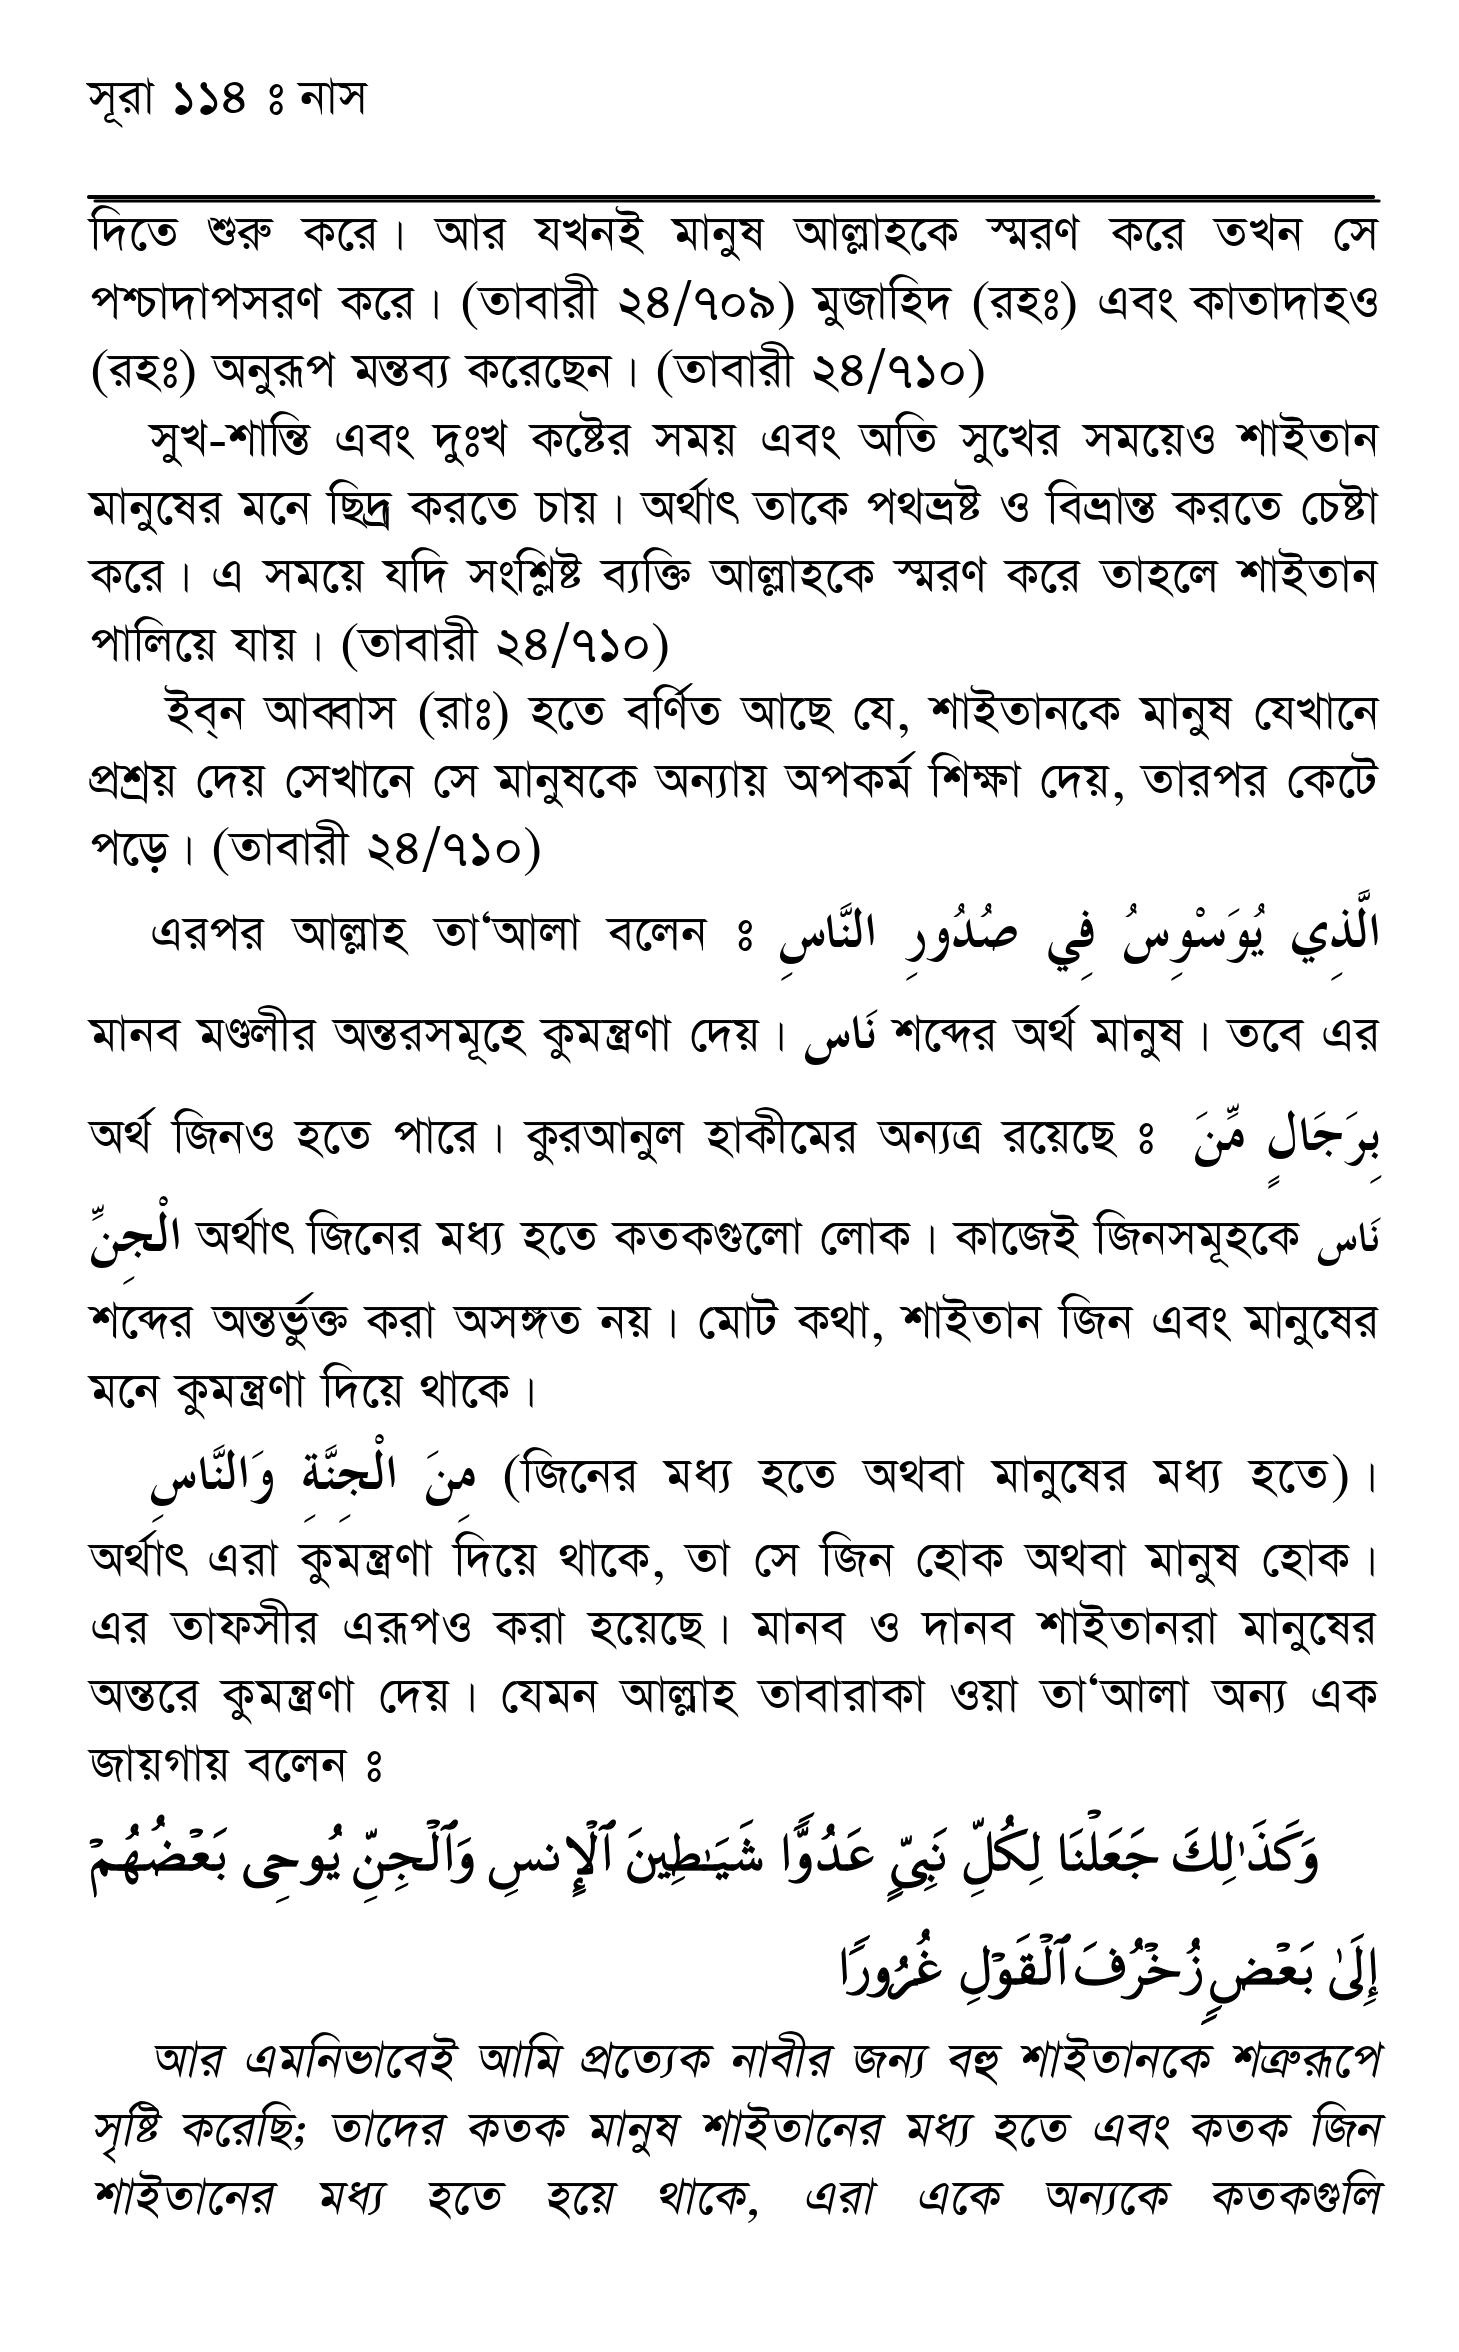 সূরা ১১৪ ঃ নাস
দিতে শুরু করে। আর যখনই মানুষ আল্লাহকে স্মরণ করে তখন সে
পশ্চাদাপসরণ করে। (তাবারী ২৪/৭০৯) মুজাহিদ (রহঃ) এবং কাতাদাহও
(রহঃ) অনুরূপ মন্তব্য করেছেন। (তাবারী ২৪/৭১০)
সুখ-শান্তি এবং দুঃখ কষ্টের সময় এবং অতি সুখের সময়েও শাইতান
মানুষের মনে ছিদ্র করতে চায়। অর্থাৎ তাকে পথভ্রষ্ট ও বিভ্রান্ত করতে চেষ্টা
করে। এ সময়ে যদি সংশ্লিষ্ট ব্যক্তি আল্লাহকে স্মরণ করে তাহলে শাইতান
পালিয়ে যায়। (তাবারী ২৪/৭১০)
ইব্‌ন আব্বাস (রাঃ) হতে বর্ণিত আছে যে, শাইতানকে মানুষ যেখানে
প্রশ্রয় দেয় সেখানে সে মানুষকে অন্যায় অপকর্ম শিক্ষা দেয়, তারপর কেটে
পড়ে। (তাবারী ২৪/৭১০)
এরপর আল্লাহ তা‘আলা বলেন ঃ الَّذِي يُوَسْوِسُ فِي صُدُورِ النَّاسِ
মানব মণ্ডলীর অন্তরসমূহে কুমন্ত্রণা দেয়। نَاس শব্দের অর্থ মানুষ। তবে এর
অর্থ জিনও হতে পারে। কুরআনুল হাকীমের অন্যত্র রয়েছে ঃ بِرَجَالٍ مِّنَ
الْجِنِّ অর্থাৎ জিনের মধ্য হতে কতকগুলো লোক। কাজেই জিনসমূহকে نَاس
শব্দের অন্তর্ভুক্ত করা অসঙ্গত নয়। মোট কথা, শাইতান জিন এবং মানুষের
মনে কুমন্ত্রণা দিয়ে থাকে।
مِنَ الْجِنَّةِ وَالنَّاسِ (জিনের মধ্য হতে অথবা মানুষের মধ্য হতে)।
অর্থাৎ এরা কুমন্ত্রণা দিয়ে থাকে, তা সে জিন হোক অথবা মানুষ হোক।
এর তাফসীর এরূপও করা হয়েছে। মানব ও দানব শাইতানরা মানুষের
অন্তরে কুমন্ত্রণা দেয়। যেমন আল্লাহ তাবারাকা ওয়া তা‘আলা অন্য এক
জায়গায় বলেন ঃ
وَكَذَٰلِكَ جَعَلْنَا لِكُلِّ نَبِىٍّ عَدُوًّا شَيَـٰطِينَ ٱلْإِنسِ وَٱلْجِنِّ يُوحِى بَعْضُهُمْ
إِلَىٰ بَعْضٍ زُخْرُفَ ٱلْقَوْلِ غُرُورًا
আর এমনিভাবেই আমি প্রত্যেক নাবীর জন্য বহু শাইতানকে শত্রুরূপে
সৃষ্টি করেছি; তাদের কতক মানুষ শাইতানের মধ্য হতে এবং কতক জিন
শাইতানের মধ্য হতে হয়ে থাকে, এরা একে অন্যকে কতকগুলি